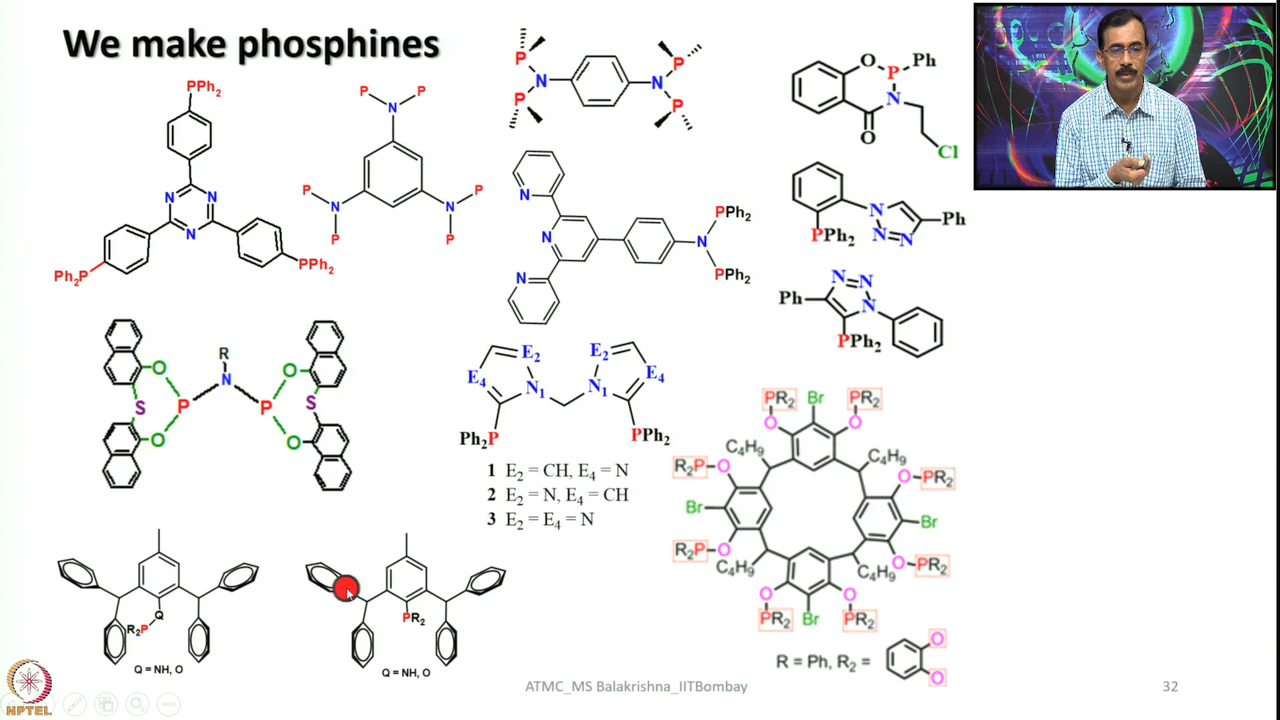 We make phosphines
PPh2
N
N
N
Ph2P
PPh2
P
P
N
P
N
P
P
N
P
P
P
N
P
P
N
P
O
P
Ph
N
O
Cl
N
N
N
PPh2
N
PPh2
N
Ph
PPh2
N
N
N
N
N
Ph
N
PPh2
R
O
N
O
S
P
P
S
O
O
E2
E2
E4
E4
N1
N1
Ph2P
PPh2
1 E2 = CH, E4 = N
2 E2 = N, E4 = CH
3 E2 = E4 = N
PR2
Br
PR2
O
O
C4H9
C4H9
R2P
O
O
PR2
Br
Br
R2P
O
O
PR2
C4H9
C4H9
O
O
PR2
Br
PR2
R = Ph, R2 =
O
O
Q
R2P
Q = NH, O
PR2
Q = NH, O
NPTEL
ATMC_MS Balakrishna_IITBombay
32